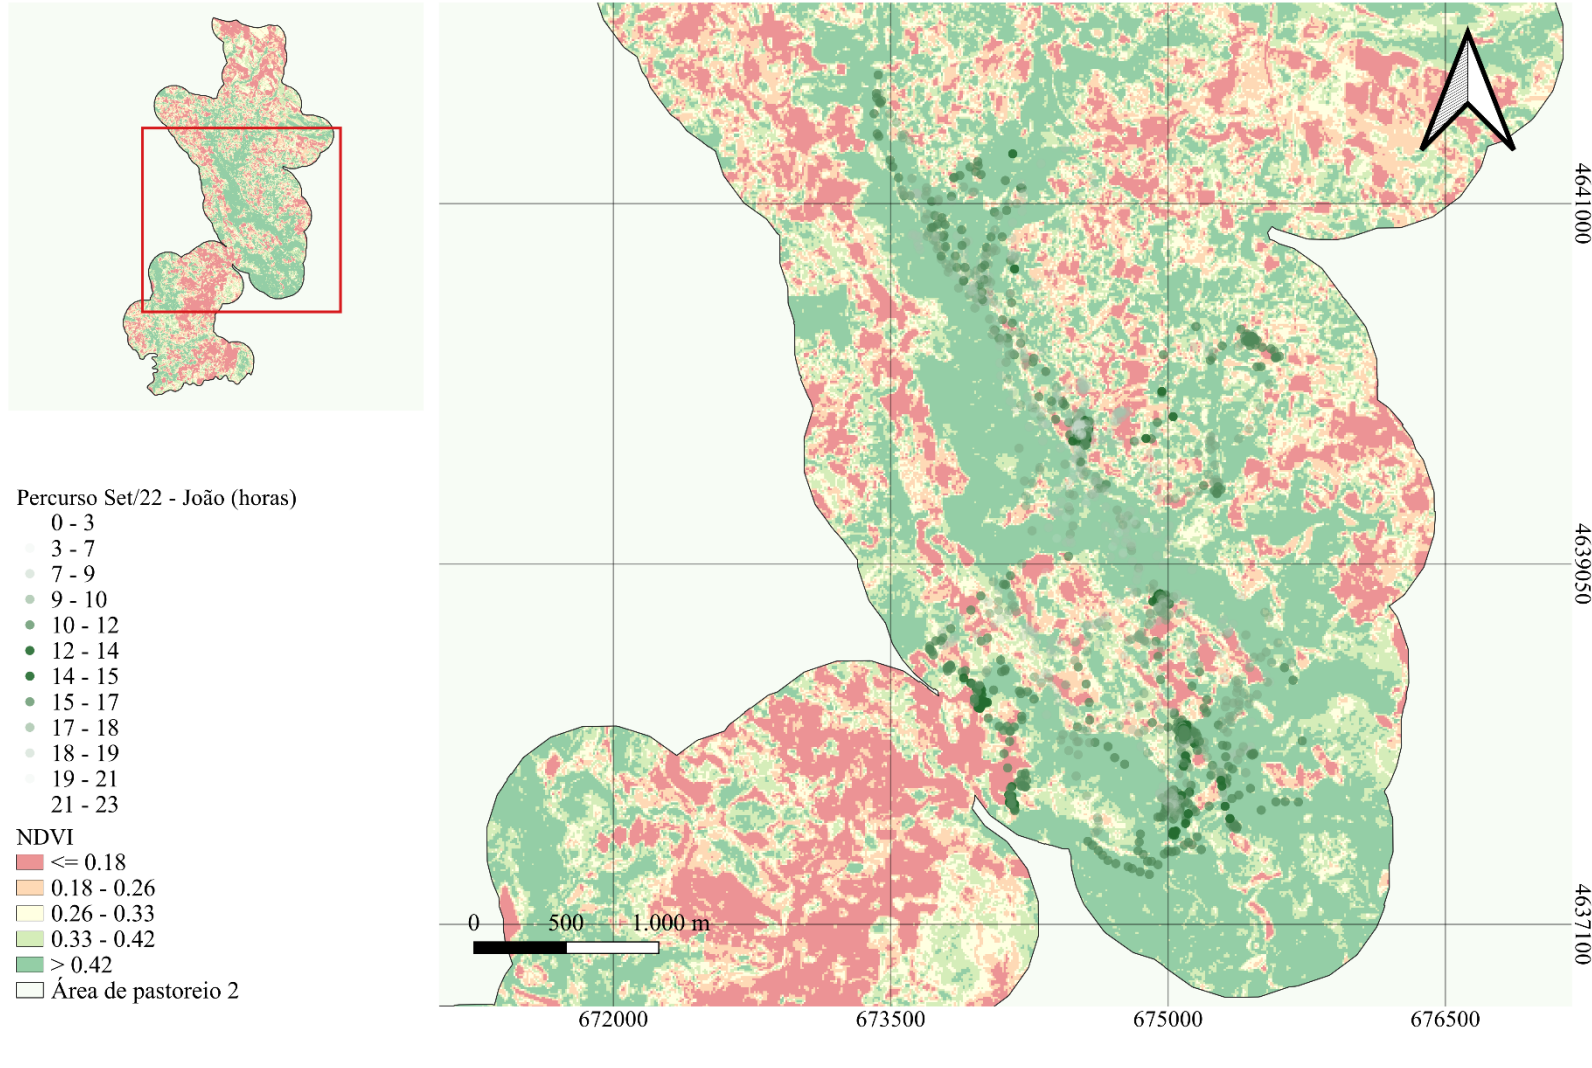 Percurso Set/22 - João (horas)
0 - 3
3 - 7
7 - 9
9 - 10
10 - 12
12 - 14
14 - 15
15 - 17
17 - 18
18 - 19
19 - 21
21 - 23
NDVI
<= 0.18
0.18 - 0.26
0.26 - 0.33
0.33 - 0.42
> 0.42
Área de pastoreio 2
0 500 1.000 m
672000 673500 675000 676500
4641000
4639050
4637100